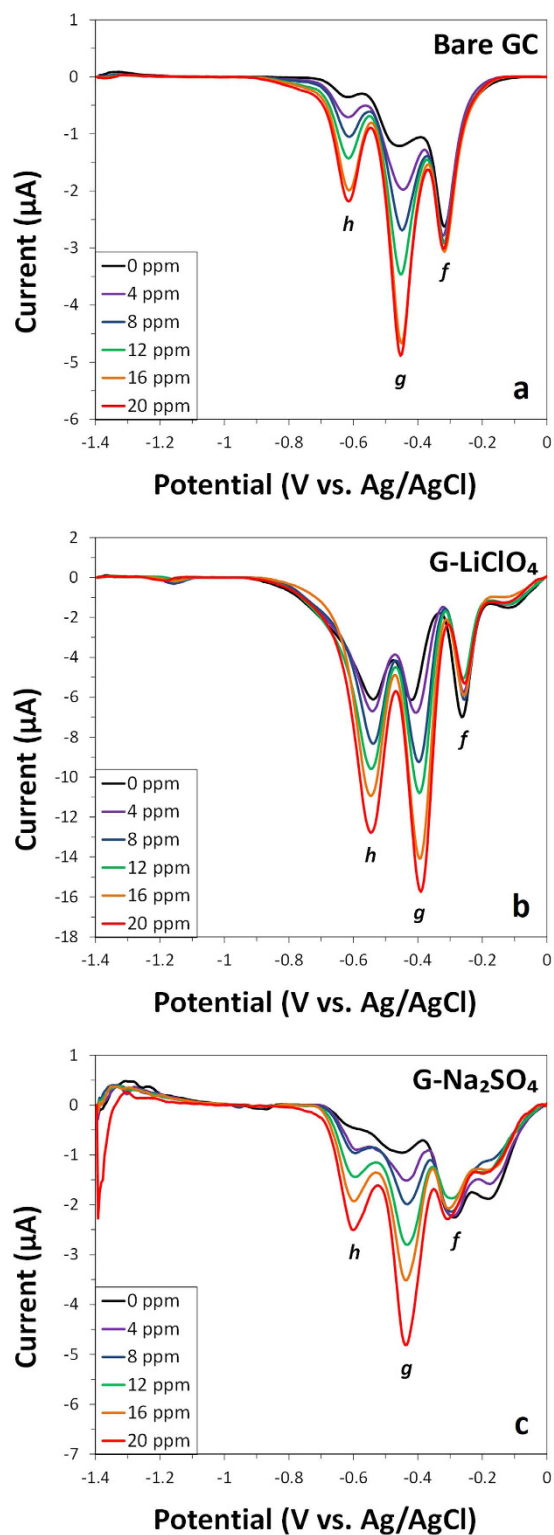 Bare GC
1
0
-1
-2
-3
-4
-5
-6
Current (µA)
h
g
f
0 ppm
4 ppm
8 ppm
12 ppm
16 ppm
20 ppm
a
-1.4
-1.2
-1
-0.8
-0.6
-0.4
-0.2
0
Potential (V vs. Ag/AgCl)
G-LiClO₄
2
0
-2
-4
-6
-8
-10
-12
-14
-16
-18
Current (µA)
h
g
f
0 ppm
4 ppm
8 ppm
12 ppm
16 ppm
20 ppm
b
-1.4
-1.2
-1
-0.8
-0.6
-0.4
-0.2
0
Potential (V vs. Ag/AgCl)
G-Na₂SO₄
1
0
-1
-2
-3
-4
-5
-6
-7
Current (µA)
h
g
f
0 ppm
4 ppm
8 ppm
12 ppm
16 ppm
20 ppm
c
-1.4
-1.2
-1
-0.8
-0.6
-0.4
-0.2
0
Potential (V vs. Ag/AgCl)